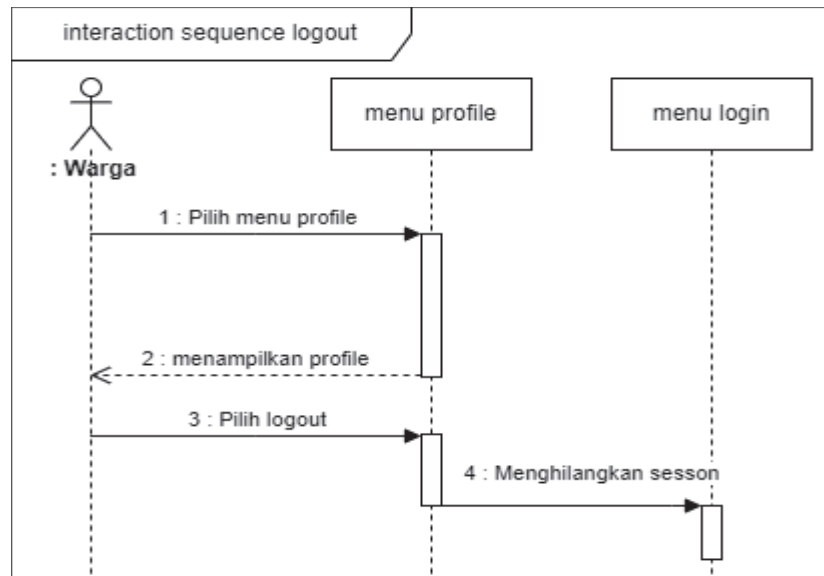 interaction sequence logout
menu profile
menu login
: Warga
1 : Pilih menu profile
2 : menampilkan profile
3 : Pilih logout
4 : Menghilangkan sesson